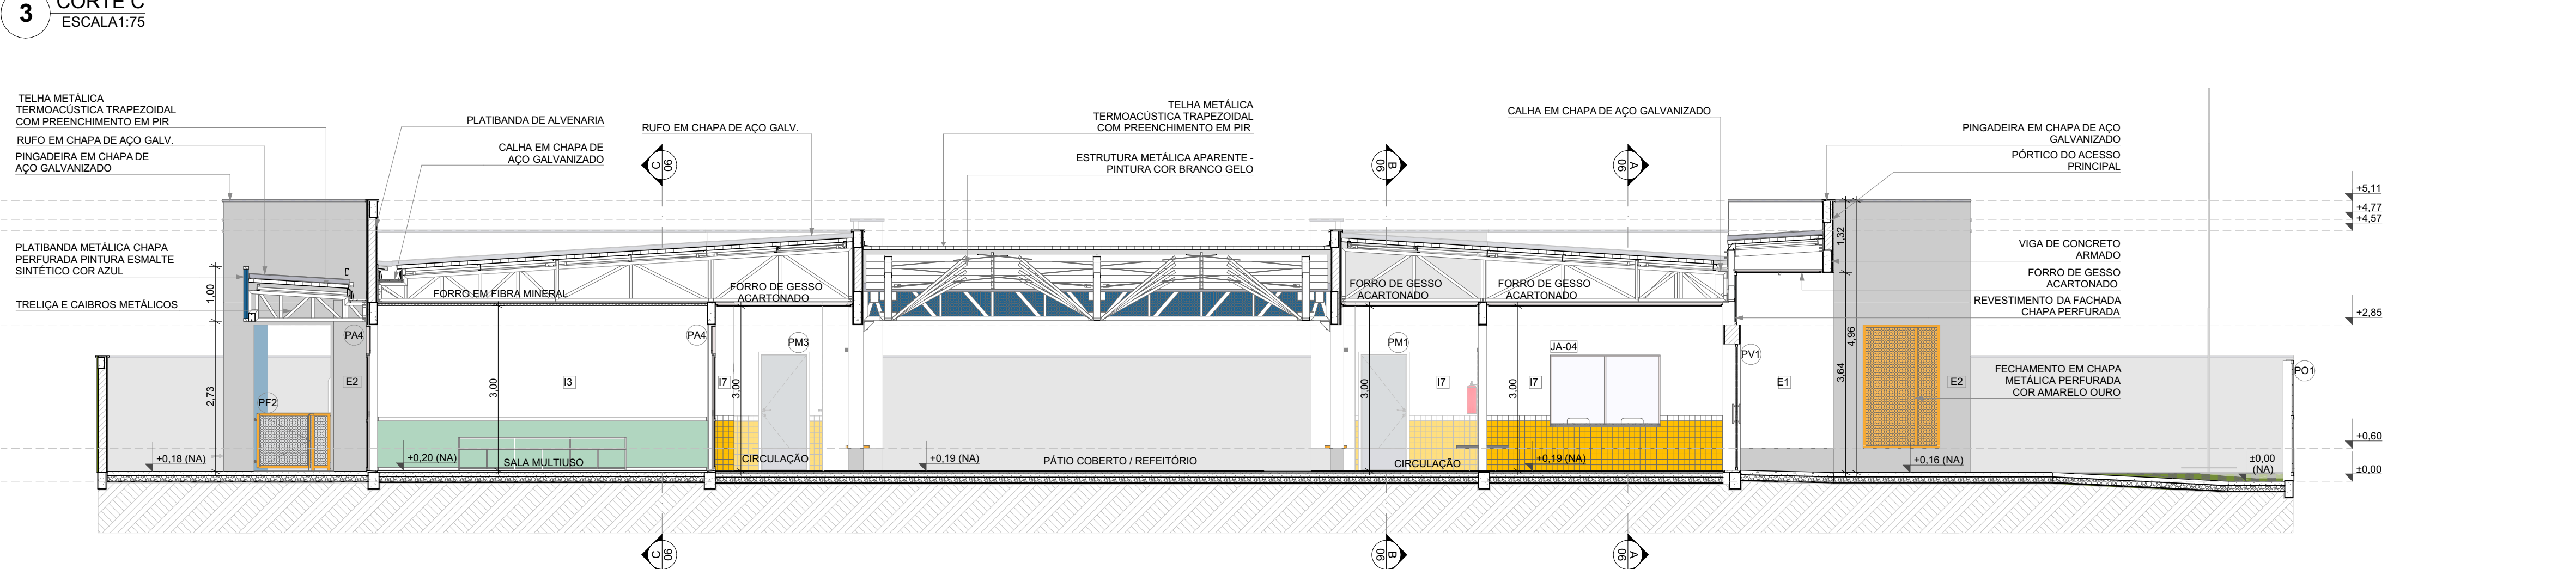 3
CORTE C
ESCALA1:75
TELHA METÁLICA
TERMOACÚSTICA TRAPEZOIDAL
COM PREENCHIMENTO EM PIR
RUFO EM CHAPA DE AÇO GALV.
PINGADEIRA EM CHAPA DE
AÇO GALVANIZADO
PLATIBANDA DE ALVENARIA
CALHA EM CHAPA DE
AÇO GALVANIZADO
RUFO EM CHAPA DE AÇO GALV.
TELHA METÁLICA
TERMOACÚSTICA TRAPEZOIDAL
COM PREENCHIMENTO EM PIR
ESTRUTURA METÁLICA APARENTE -
PINTURA COR BRANCO GELO
CALHA EM CHAPA DE AÇO GALVANIZADO
PINGADEIRA EM CHAPA DE AÇO
GALVANIZADO
PÓRTICO DO ACESSO
PRINCIPAL
C
06
B
06
A
06
+5,11
+4,77
+4,57
+2,85
+0,60
±0,00
PLATIBANDA METÁLICA CHAPA
PERFURADA PINTURA ESMALTE
SINTÉTICO COR AZUL
TRELIÇA E CAIBROS METÁLICOS
1,00
2,73
FORRO EM FIBRA MINERAL
FORRO DE GESSO
ACARTONADO
FORRO DE GESSO
ACARTONADO
FORRO DE GESSO
ACARTONADO
1,32
4,96
3,64
VIGA DE CONCRETO
ARMADO
FORRO DE GESSO
ACARTONADO
REVESTIMENTO DA FACHADA
CHAPA PERFURADA
PA4
PA4
PM3
PM1
JA-04
PV1
PO1
PF2
E2
I3
I7
I7
I7
E1
E2
3,00
3,00
3,00
3,00
FECHAMENTO EM CHAPA
METÁLICA PERFURADA
COR AMARELO OURO
+0,18 (NA)
+0,20 (NA)
SALA MULTIUSO
CIRCULAÇÃO
+0,19 (NA)
PÁTIO COBERTO / REFEITÓRIO
CIRCULAÇÃO
+0,19 (NA)
+0,16 (NA)
±0,00
(NA)
C
06
B
06
A
06